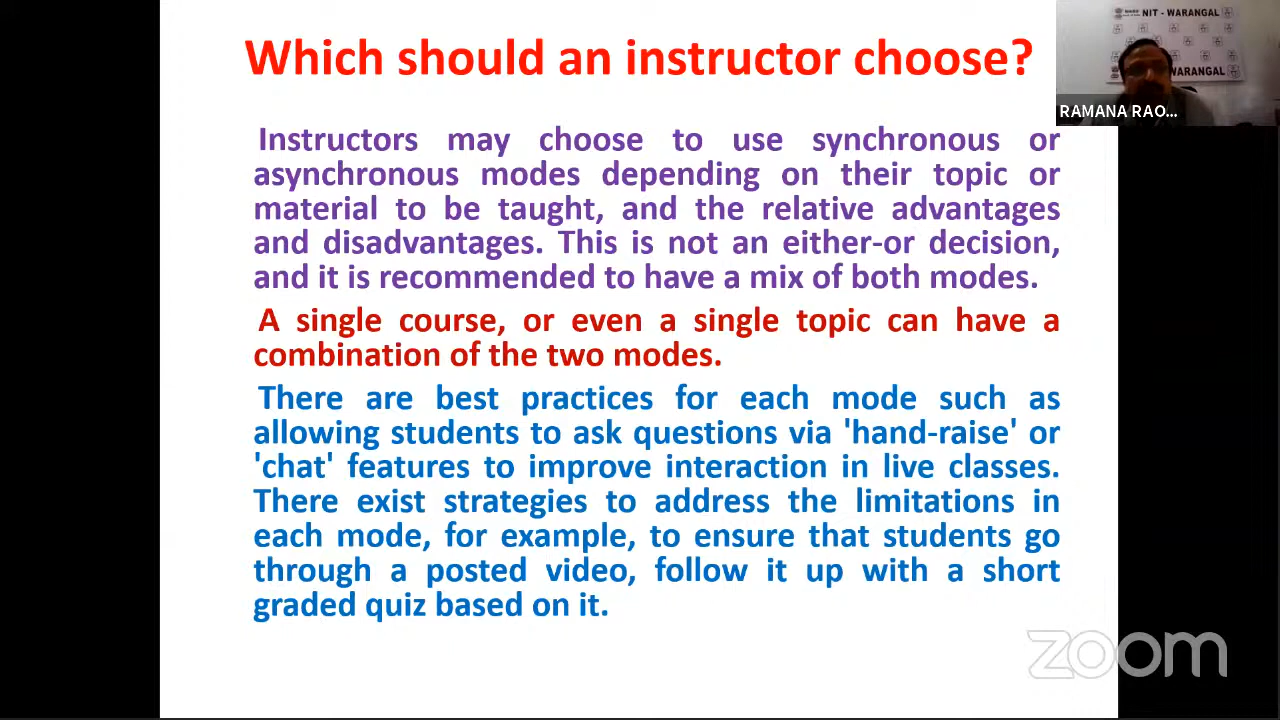 Which should an instructor choose?
NIT - WARANGAL
WARANGAL
RAMANA RAO...
Instructors may choose to use synchronous or
asynchronous modes depending on their topic or
material to be taught, and the relative advantages
and disadvantages. This is not an either-or decision,
and it is recommended to have a mix of both modes.
A single course, or even a single topic can have a
combination of the two modes.
There are best practices for each mode such as
allowing students to ask questions via 'hand-raise' or
'chat' features to improve interaction in live classes.
There exist strategies to address the limitations in
each mode, for example, to ensure that students go
through a posted video, follow it up with a short
graded quiz based on it.
zoom